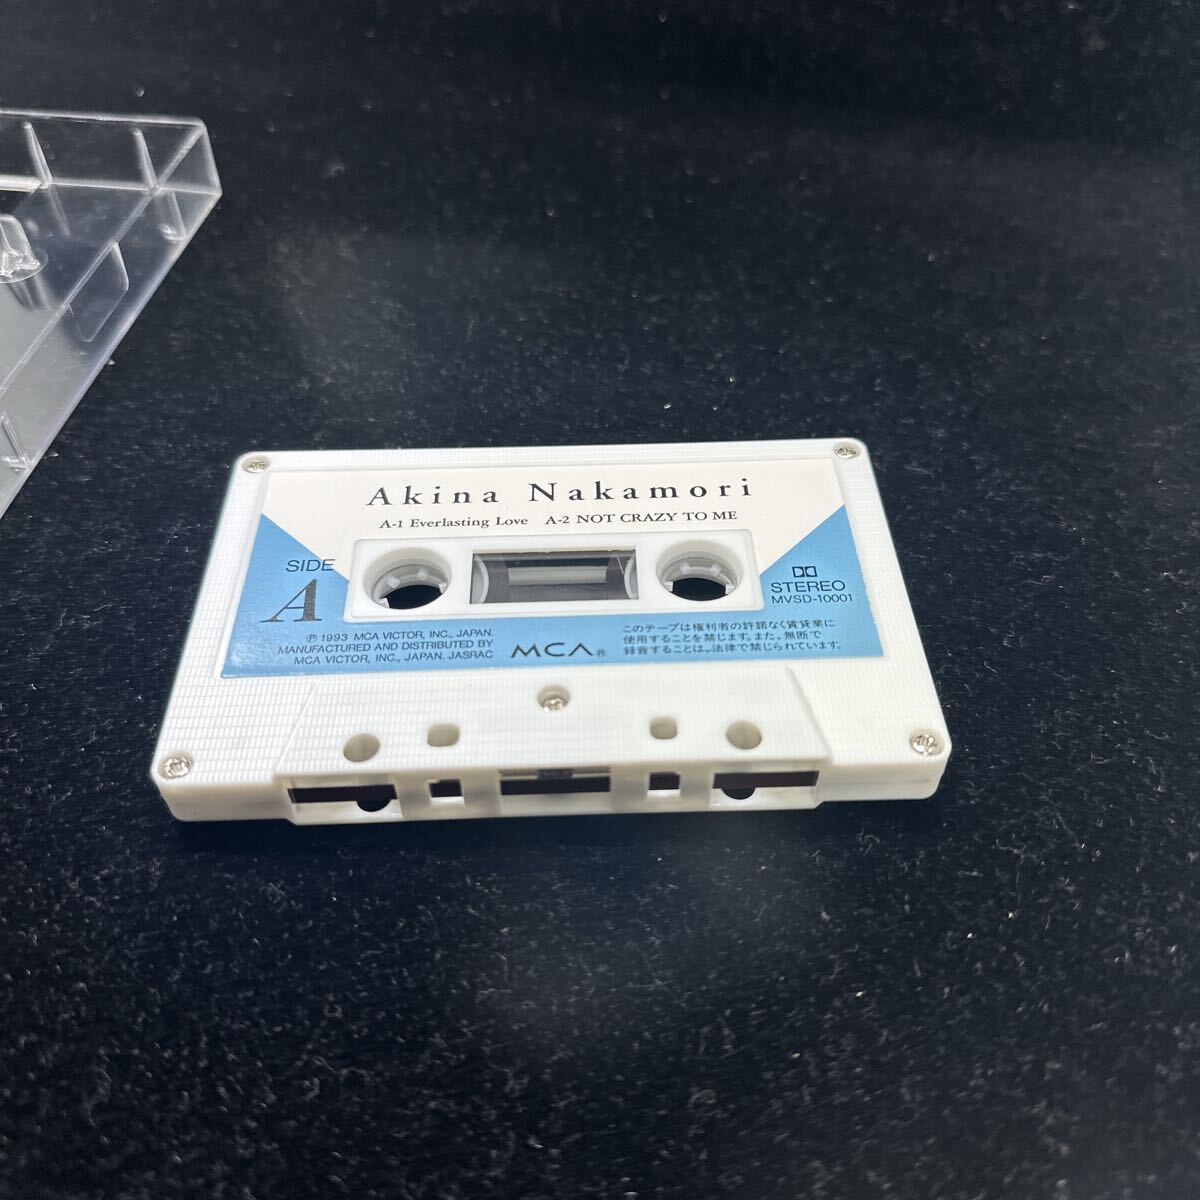 Akina Nakamori
A-1 Everlasting Love A-2 NOT CRAZY TO ME
SIDE
A
STEREO
MVSD-10001
Ⓟ 1993 MCA VICTOR, INC., JAPAN.
MANUFACTURED AND DISTRIBUTED BY
MCA VICTOR, INC., JAPAN. JASRAC
MCA®
このテープは権利者の許諾なく賃貸業に
使用することを禁じます。また、無断で
録音することは、法律で禁じられています。